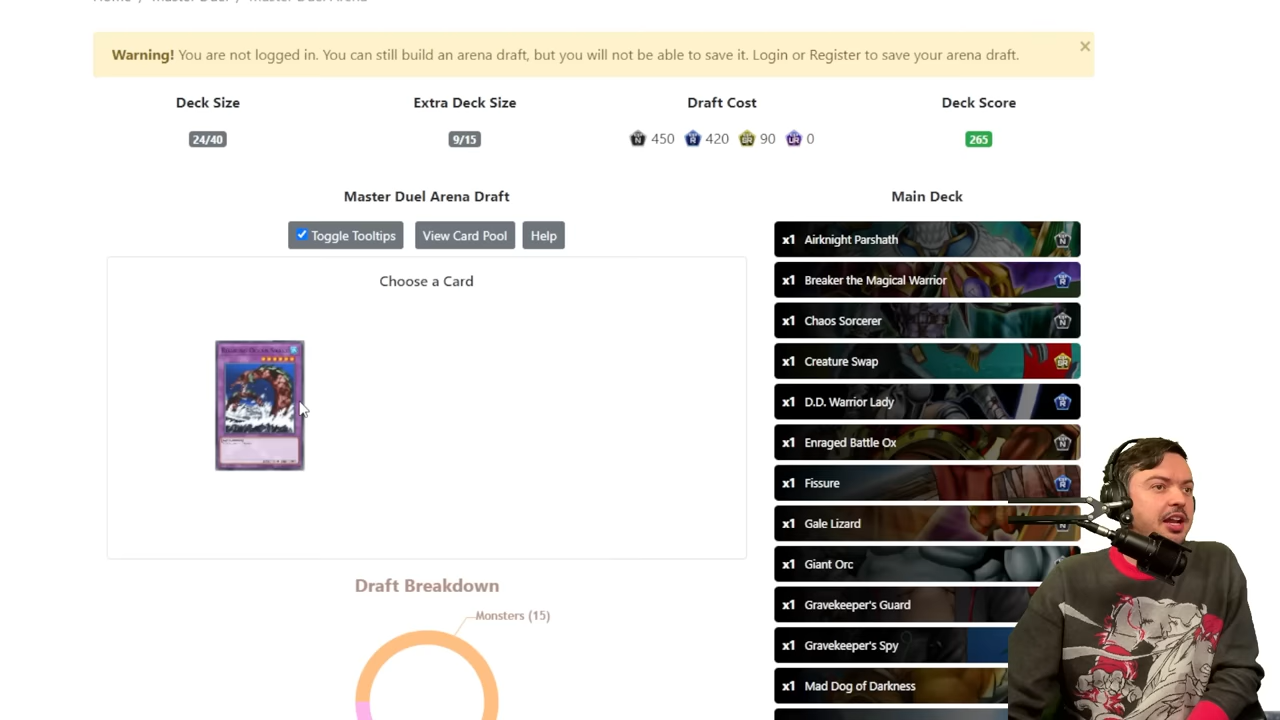 Warning! You are not logged in. You can still build an arena draft, but you will not be able to save it. Login or Register to save your arena draft.
×
Deck Size
Extra Deck Size
Draft Cost
Deck Score
24/40
9/15
N 450 R 420 SR 90 UR 0
265
Master Duel Arena Draft
Main Deck
Toggle Tooltips
View Card Pool
Help
Choose a Card
x1 Airknight Parshath N
x1 Breaker the Magical Warrior R
x1 Chaos Sorcerer N
x1 Creature Swap SR
x1 D.D. Warrior Lady R
x1 Enraged Battle Ox N
x1 Fissure R
x1 Gale Lizard N
x1 Giant Orc
x1 Gravekeeper's Guard
x1 Gravekeeper's Spy
x1 Mad Dog of Darkness
Draft Breakdown
Monsters (15)